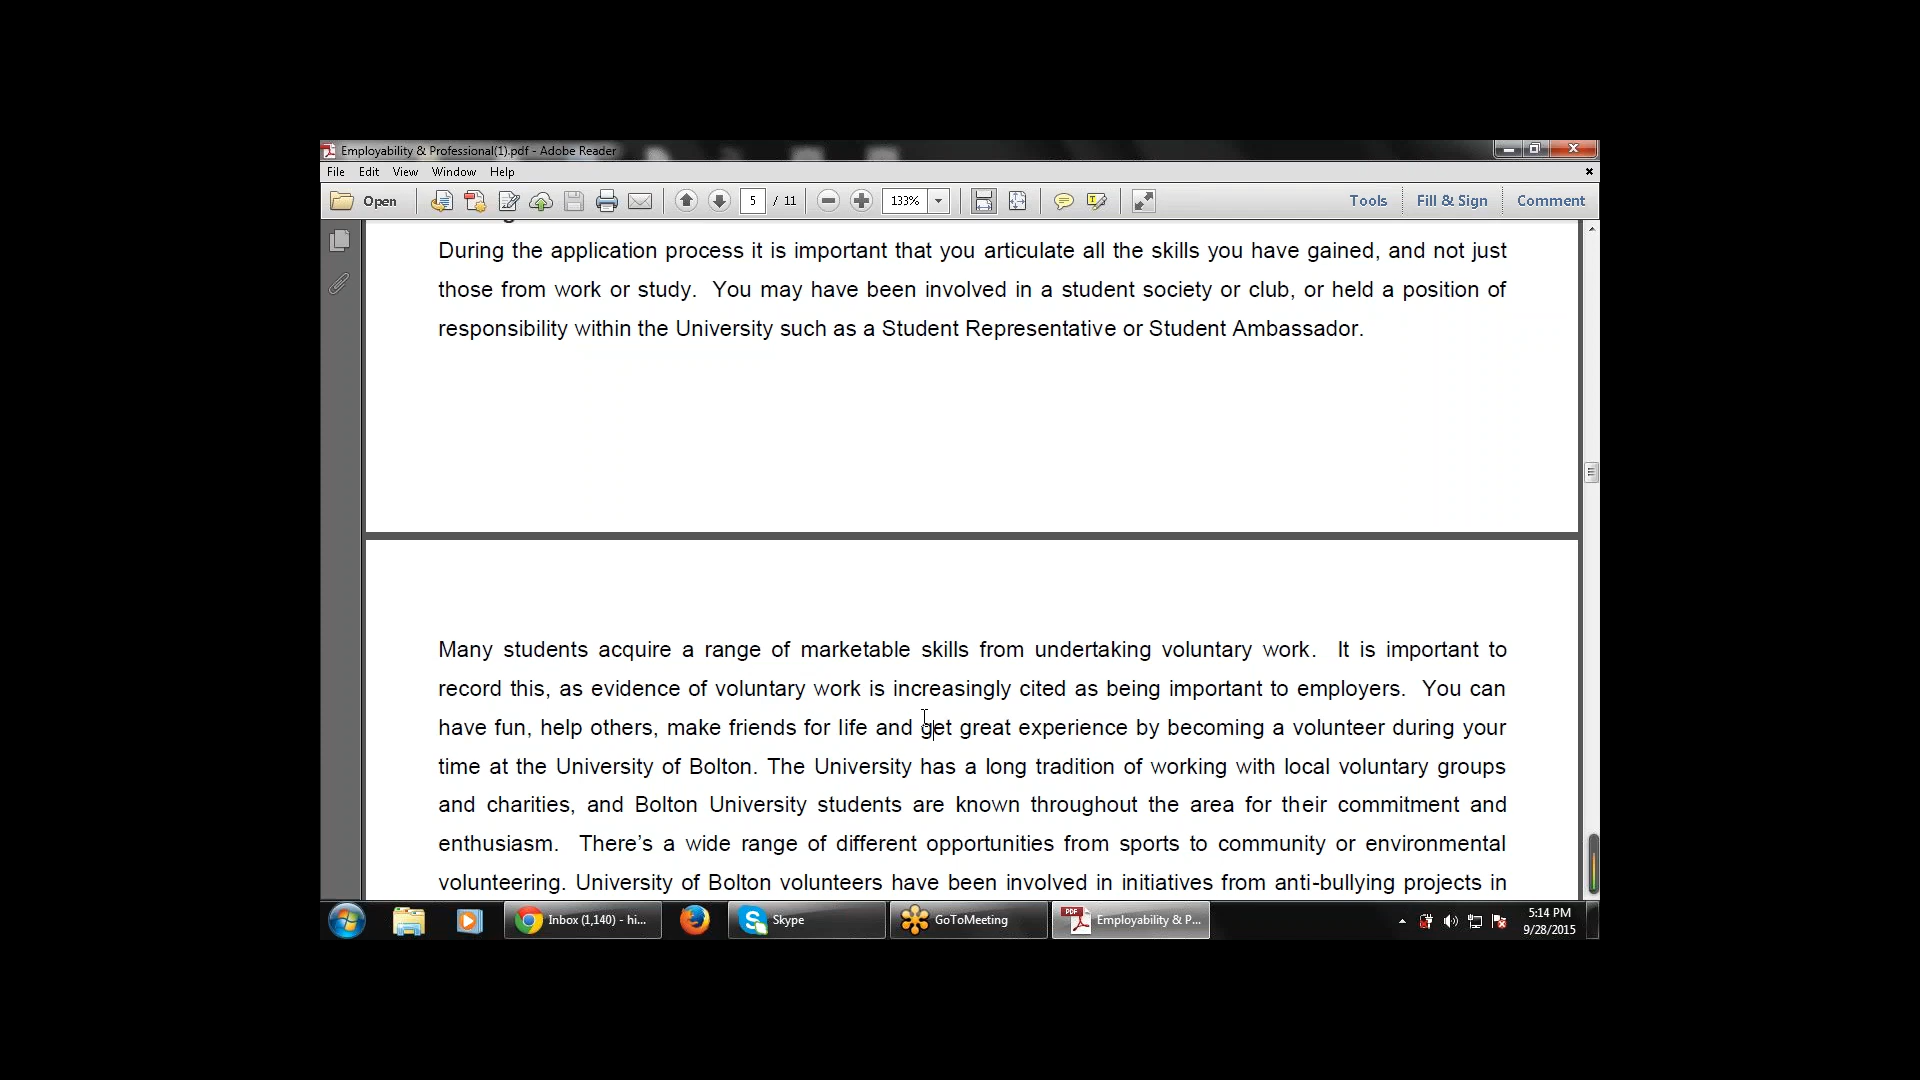 Employability & Professional(1).pdf - Adobe Reader
File Edit View Window Help
Open 5 / 11 133% Tools Fill & Sign Comment
During the application process it is important that you articulate all the skills you have gained, and not just
those from work or study. You may have been involved in a student society or club, or held a position of
responsibility within the University such as a Student Representative or Student Ambassador.
Many students acquire a range of marketable skills from undertaking voluntary work. It is important to
record this, as evidence of voluntary work is increasingly cited as being important to employers. You can
have fun, help others, make friends for life and get great experience by becoming a volunteer during your
time at the University of Bolton. The University has a long tradition of working with local voluntary groups
and charities, and Bolton University students are known throughout the area for their commitment and
enthusiasm. There’s a wide range of different opportunities from sports to community or environmental
volunteering. University of Bolton volunteers have been involved in initiatives from anti-bullying projects in
Inbox (1,140) - hi... Skype GoToMeeting PDF Employability & P... 5:14 PM
9/28/2015